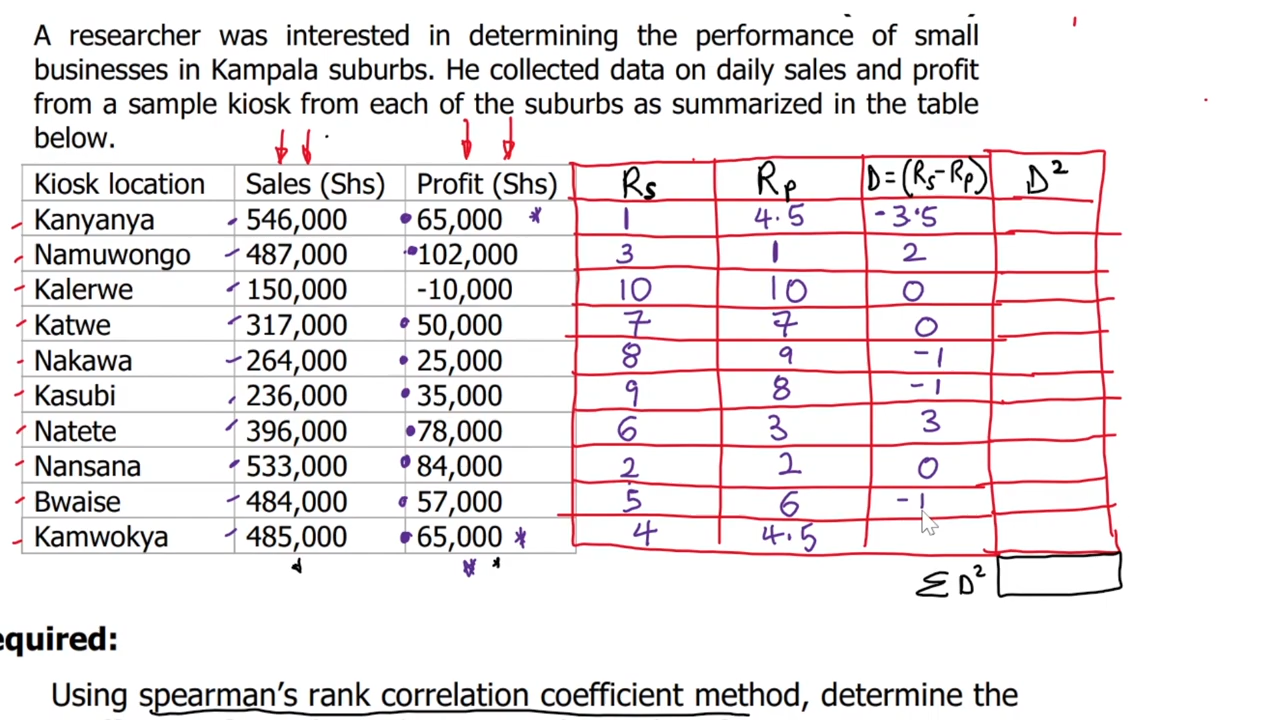 A researcher was interested in determining the performance of small
businesses in Kampala suburbs. He collected data on daily sales and profit
from a sample kiosk from each of the suburbs as summarized in the table
below.
Kiosk location Sales (Shs) Profit (Shs) Rs Rp D=(Rs-Rp) D²
Kanyanya 546,000 65,000 * 1 4.5 -3.5
Namuwongo 487,000 102,000 3 1 2
Kalerwe 150,000 -10,000 10 10 0
Katwe 317,000 50,000 7 7 0
Nakawa 264,000 25,000 8 9 -1
Kasubi 236,000 35,000 9 8 -1
Natete 396,000 78,000 6 3 3
Nansana 533,000 84,000 2 2 0
Bwaise 484,000 57,000 5 6 -1
Kamwokya 485,000 65,000 * 4 4.5
ΣD²
equired:
Using spearman's rank correlation coefficient method, determine the